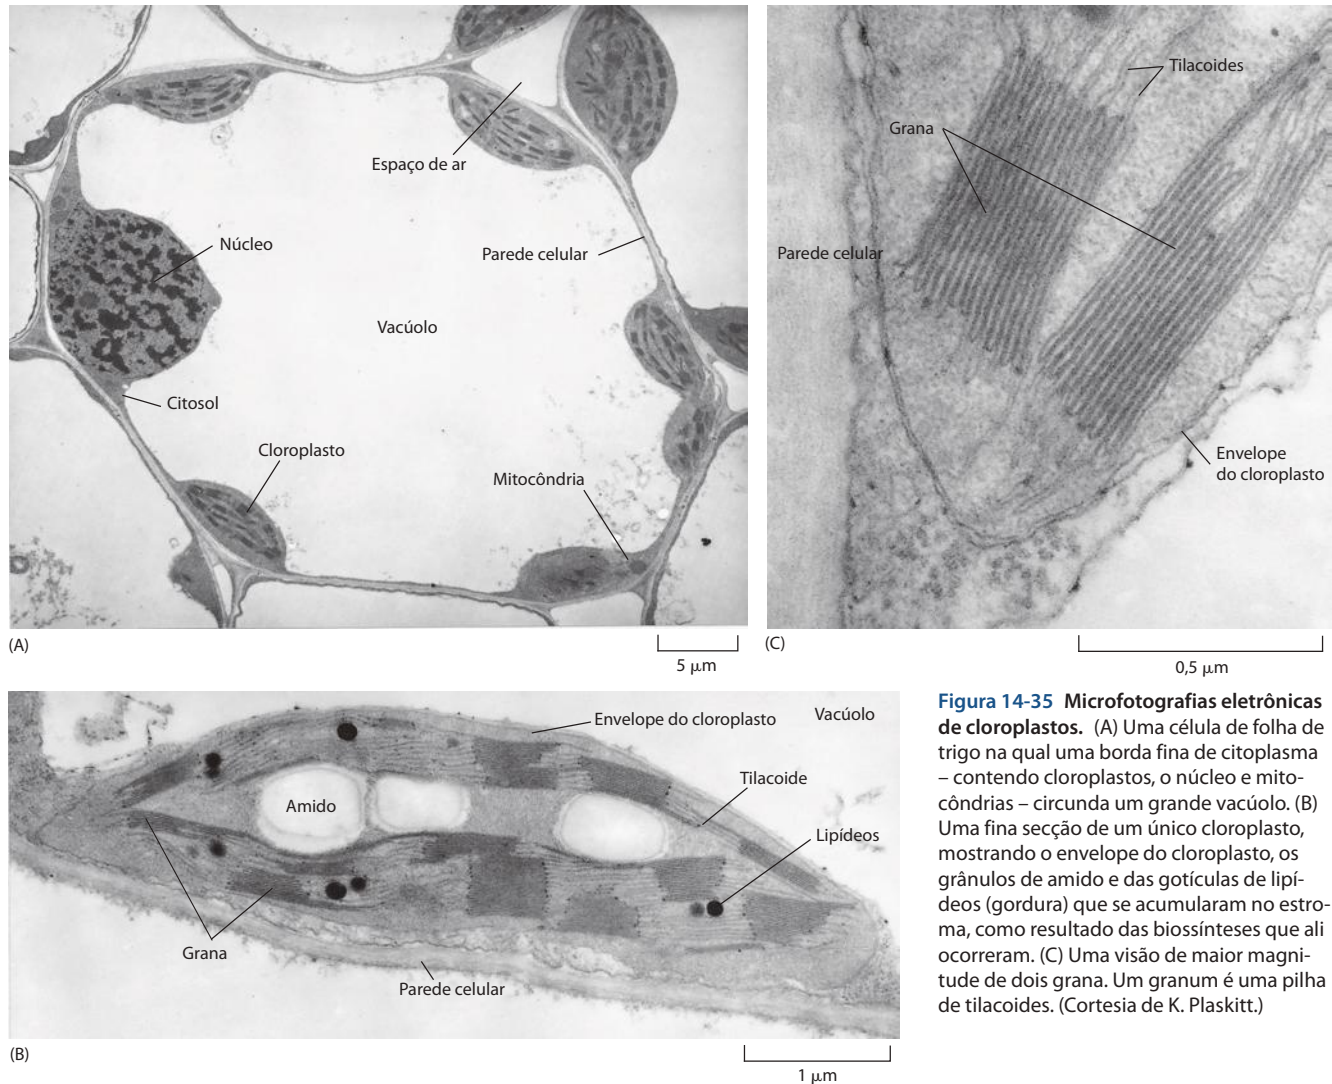 Espaço de ar
Núcleo
Parede celular
Vacúolo
Citosol
Cloroplasto
Mitocôndria
(A)
5 μm
Tilacoides
Grana
Parede celular
Envelope
do cloroplasto
(C)
0,5 μm
Envelope do cloroplasto
Vacúolo
Tilacoide
Amido
Lipídeos
Grana
Parede celular
(B)
1 μm
Figura 14-35 Microfotografias eletrônicas
de cloroplastos. (A) Uma célula de folha de
trigo na qual uma borda fina de citoplasma
– contendo cloroplastos, o núcleo e mito-
côndrias – circunda um grande vacúolo. (B)
Uma fina secção de um único cloroplasto,
mostrando o envelope do cloroplasto, os
grânulos de amido e das gotículas de lipí-
deos (gordura) que se acumularam no estro-
ma, como resultado das biossínteses que ali
ocorreram. (C) Uma visão de maior magni-
tude de dois grana. Um granum é uma pilha
de tilacoides. (Cortesia de K. Plaskitt.)